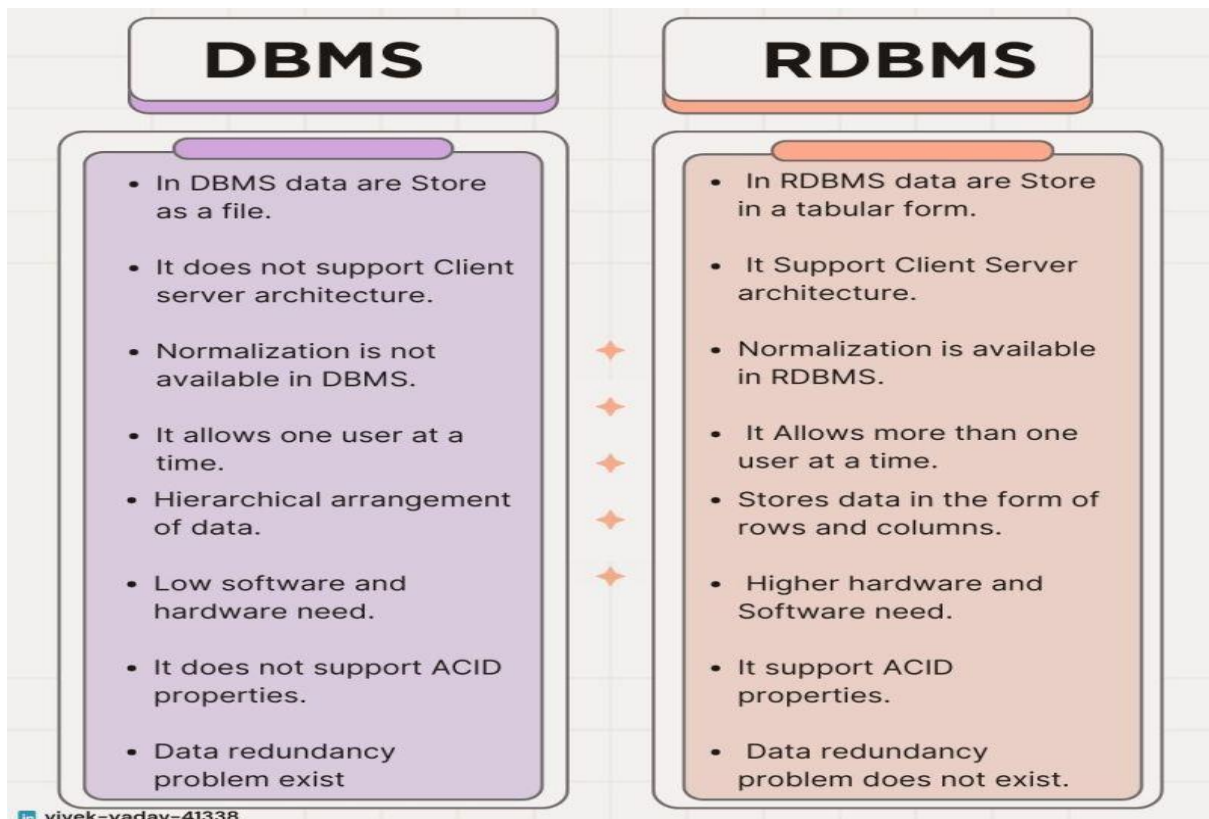 DBMS
• In DBMS data are Store
as a file.
• It does not support Client
server architecture.
• Normalization is not
available in DBMS.
• It allows one user at a
time.
• Hierarchical arrangement
of data.
• Low software and
hardware need.
• It does not support ACID
properties.
• Data redundancy
problem exist
RDBMS
• In RDBMS data are Store
in a tabular form.
• It Support Client Server
architecture.
• Normalization is available
in RDBMS.
• It Allows more than one
user at a time.
• Stores data in the form of
rows and columns.
• Higher hardware and
Software need.
• It support ACID
properties.
• Data redundancy
problem does not exist.
in vivek-yadav-41338